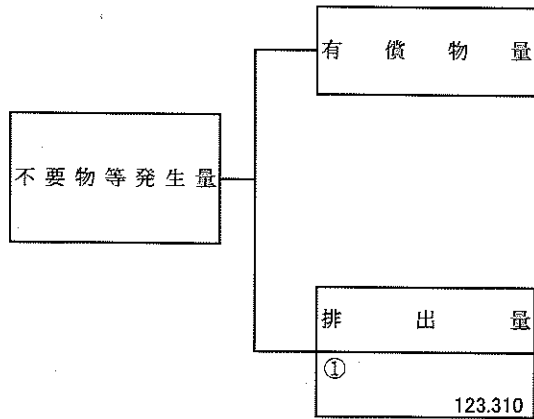 有償物量
不要物等発生量
排出量
①
123.310